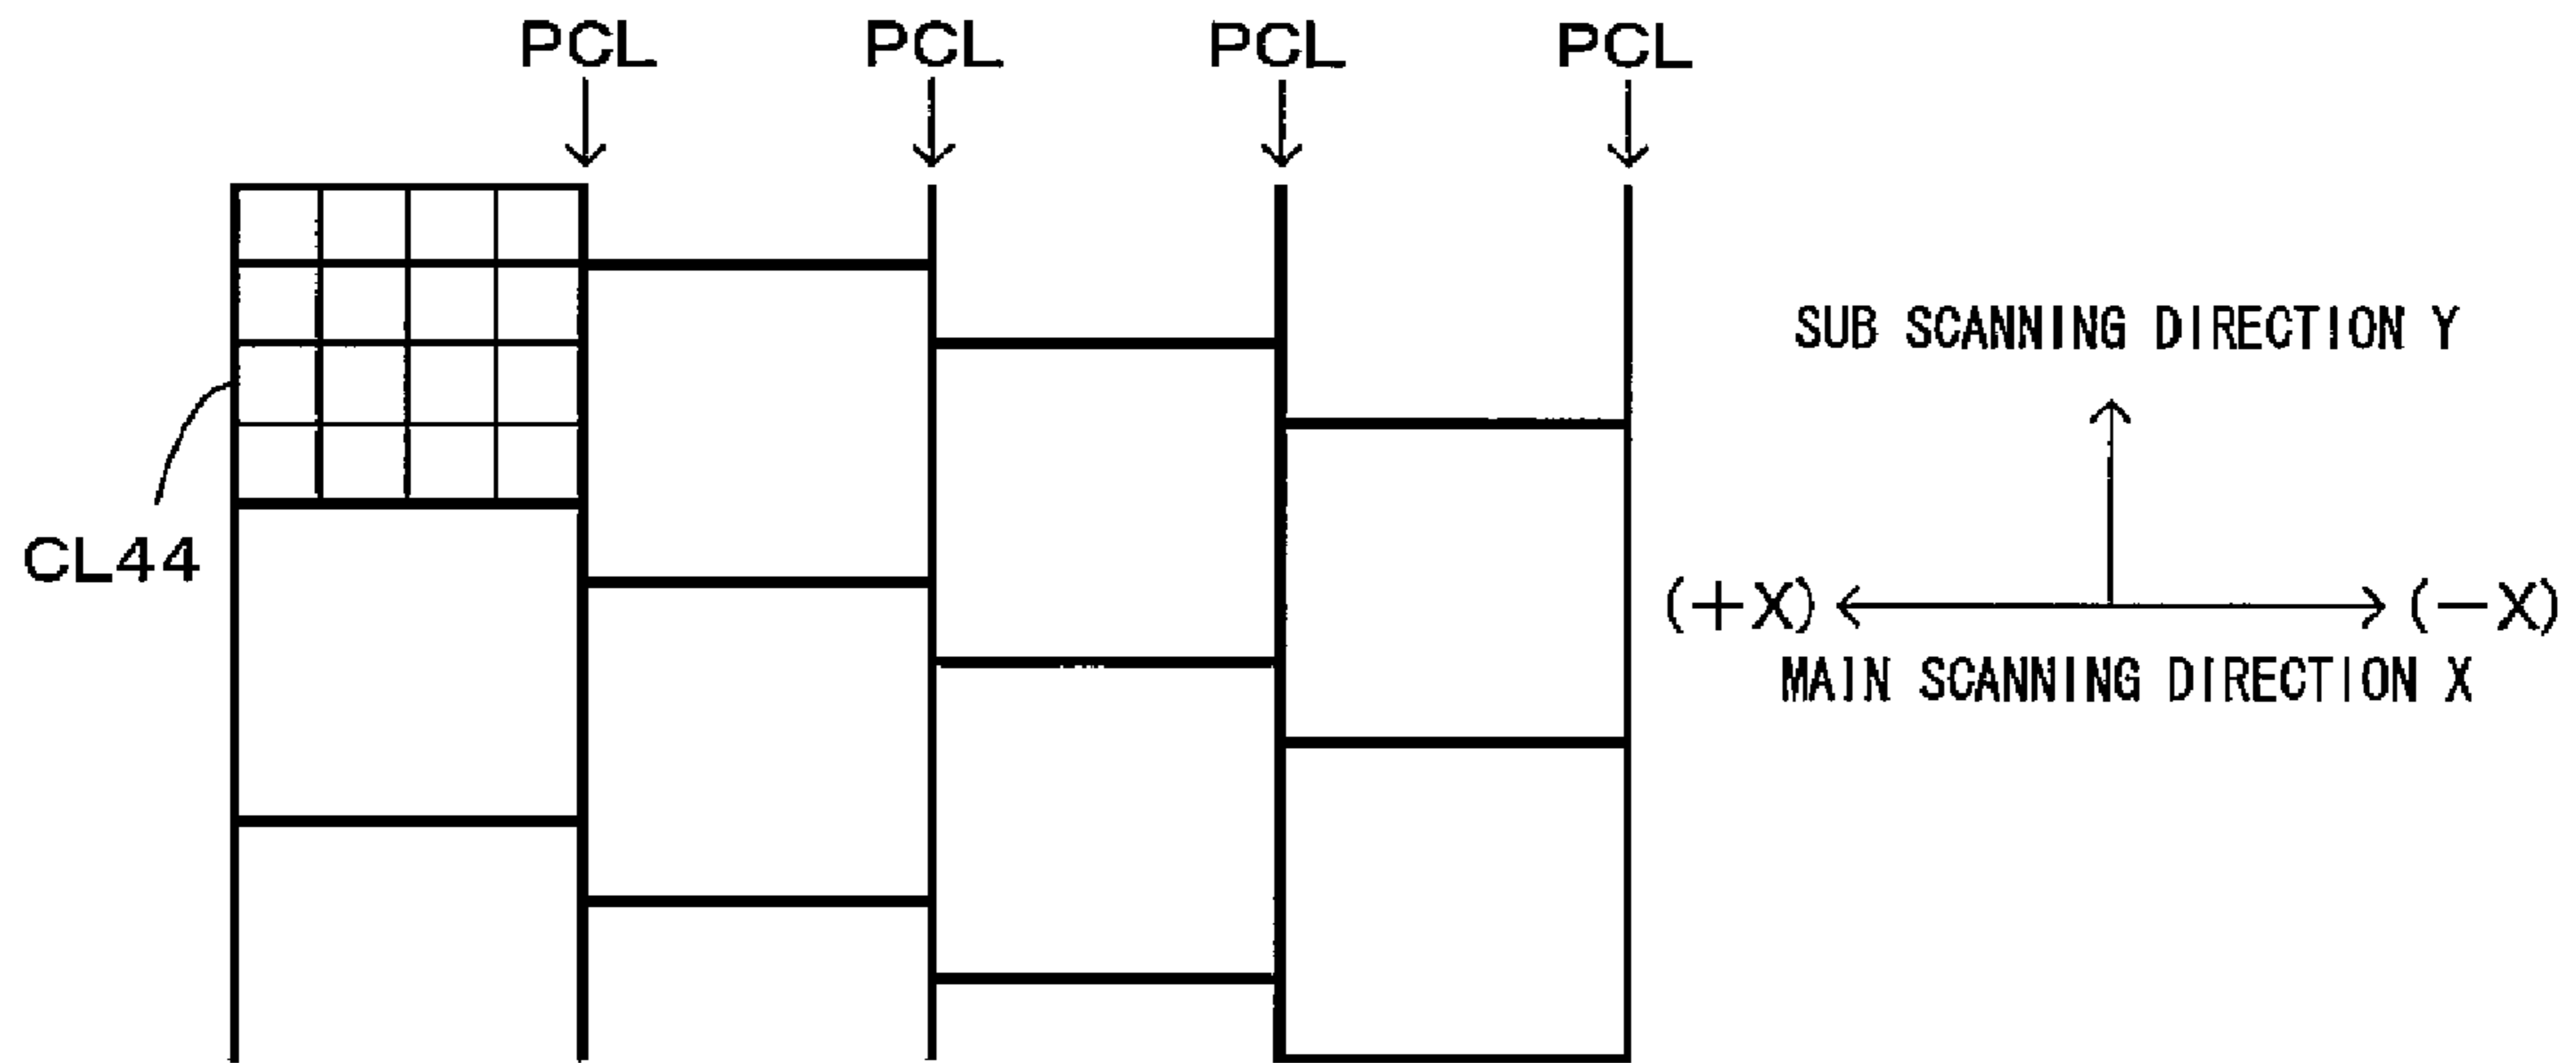 PCL PCL PCL PCL
SUB SCANNING DIRECTION Y
CL44
(+X) (−X)
MAIN SCANNING DIRECTION X